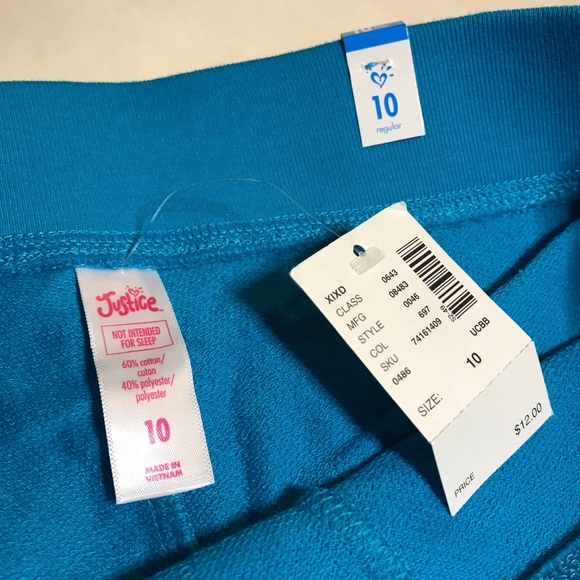 10
regular
Justice
NOT INTENDED
FOR SLEEP
60% cotton/
coton
40% polyester/
polyester
10
MADE IN
VIETNAM
XIXD
CLASS 0643
MFG 08483
STYLE 0046
COL 697
SKU 74161409
0486
UCBB
SIZE: 10
PRICE $12.00